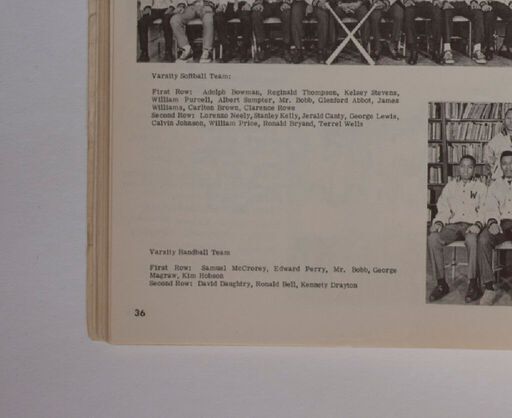 Varsity Softball Team:
First Row: Adolph Bowman, Reginald Thompson, Kelsey Stevens,
William Purcell, Albert Sumpter, Mr. Bobb, Glenford Abbot, James
Williams, Carlton Brown, Clarence Rowe
Second Row: Lorenzo Neely, Stanley Kelly, Jerald Canty, George Lewis,
Calvin Johnson, William Price, Ronald Bryand, Terrel Wells
W
Varsity Handball Team
First Row: Samuel McCrorey, Edward Perry, Mr. Bobb, George
Magraw, Kim Hobson
Second Row: David Daughtry, Ronald Bell, Kennety Drayton
36